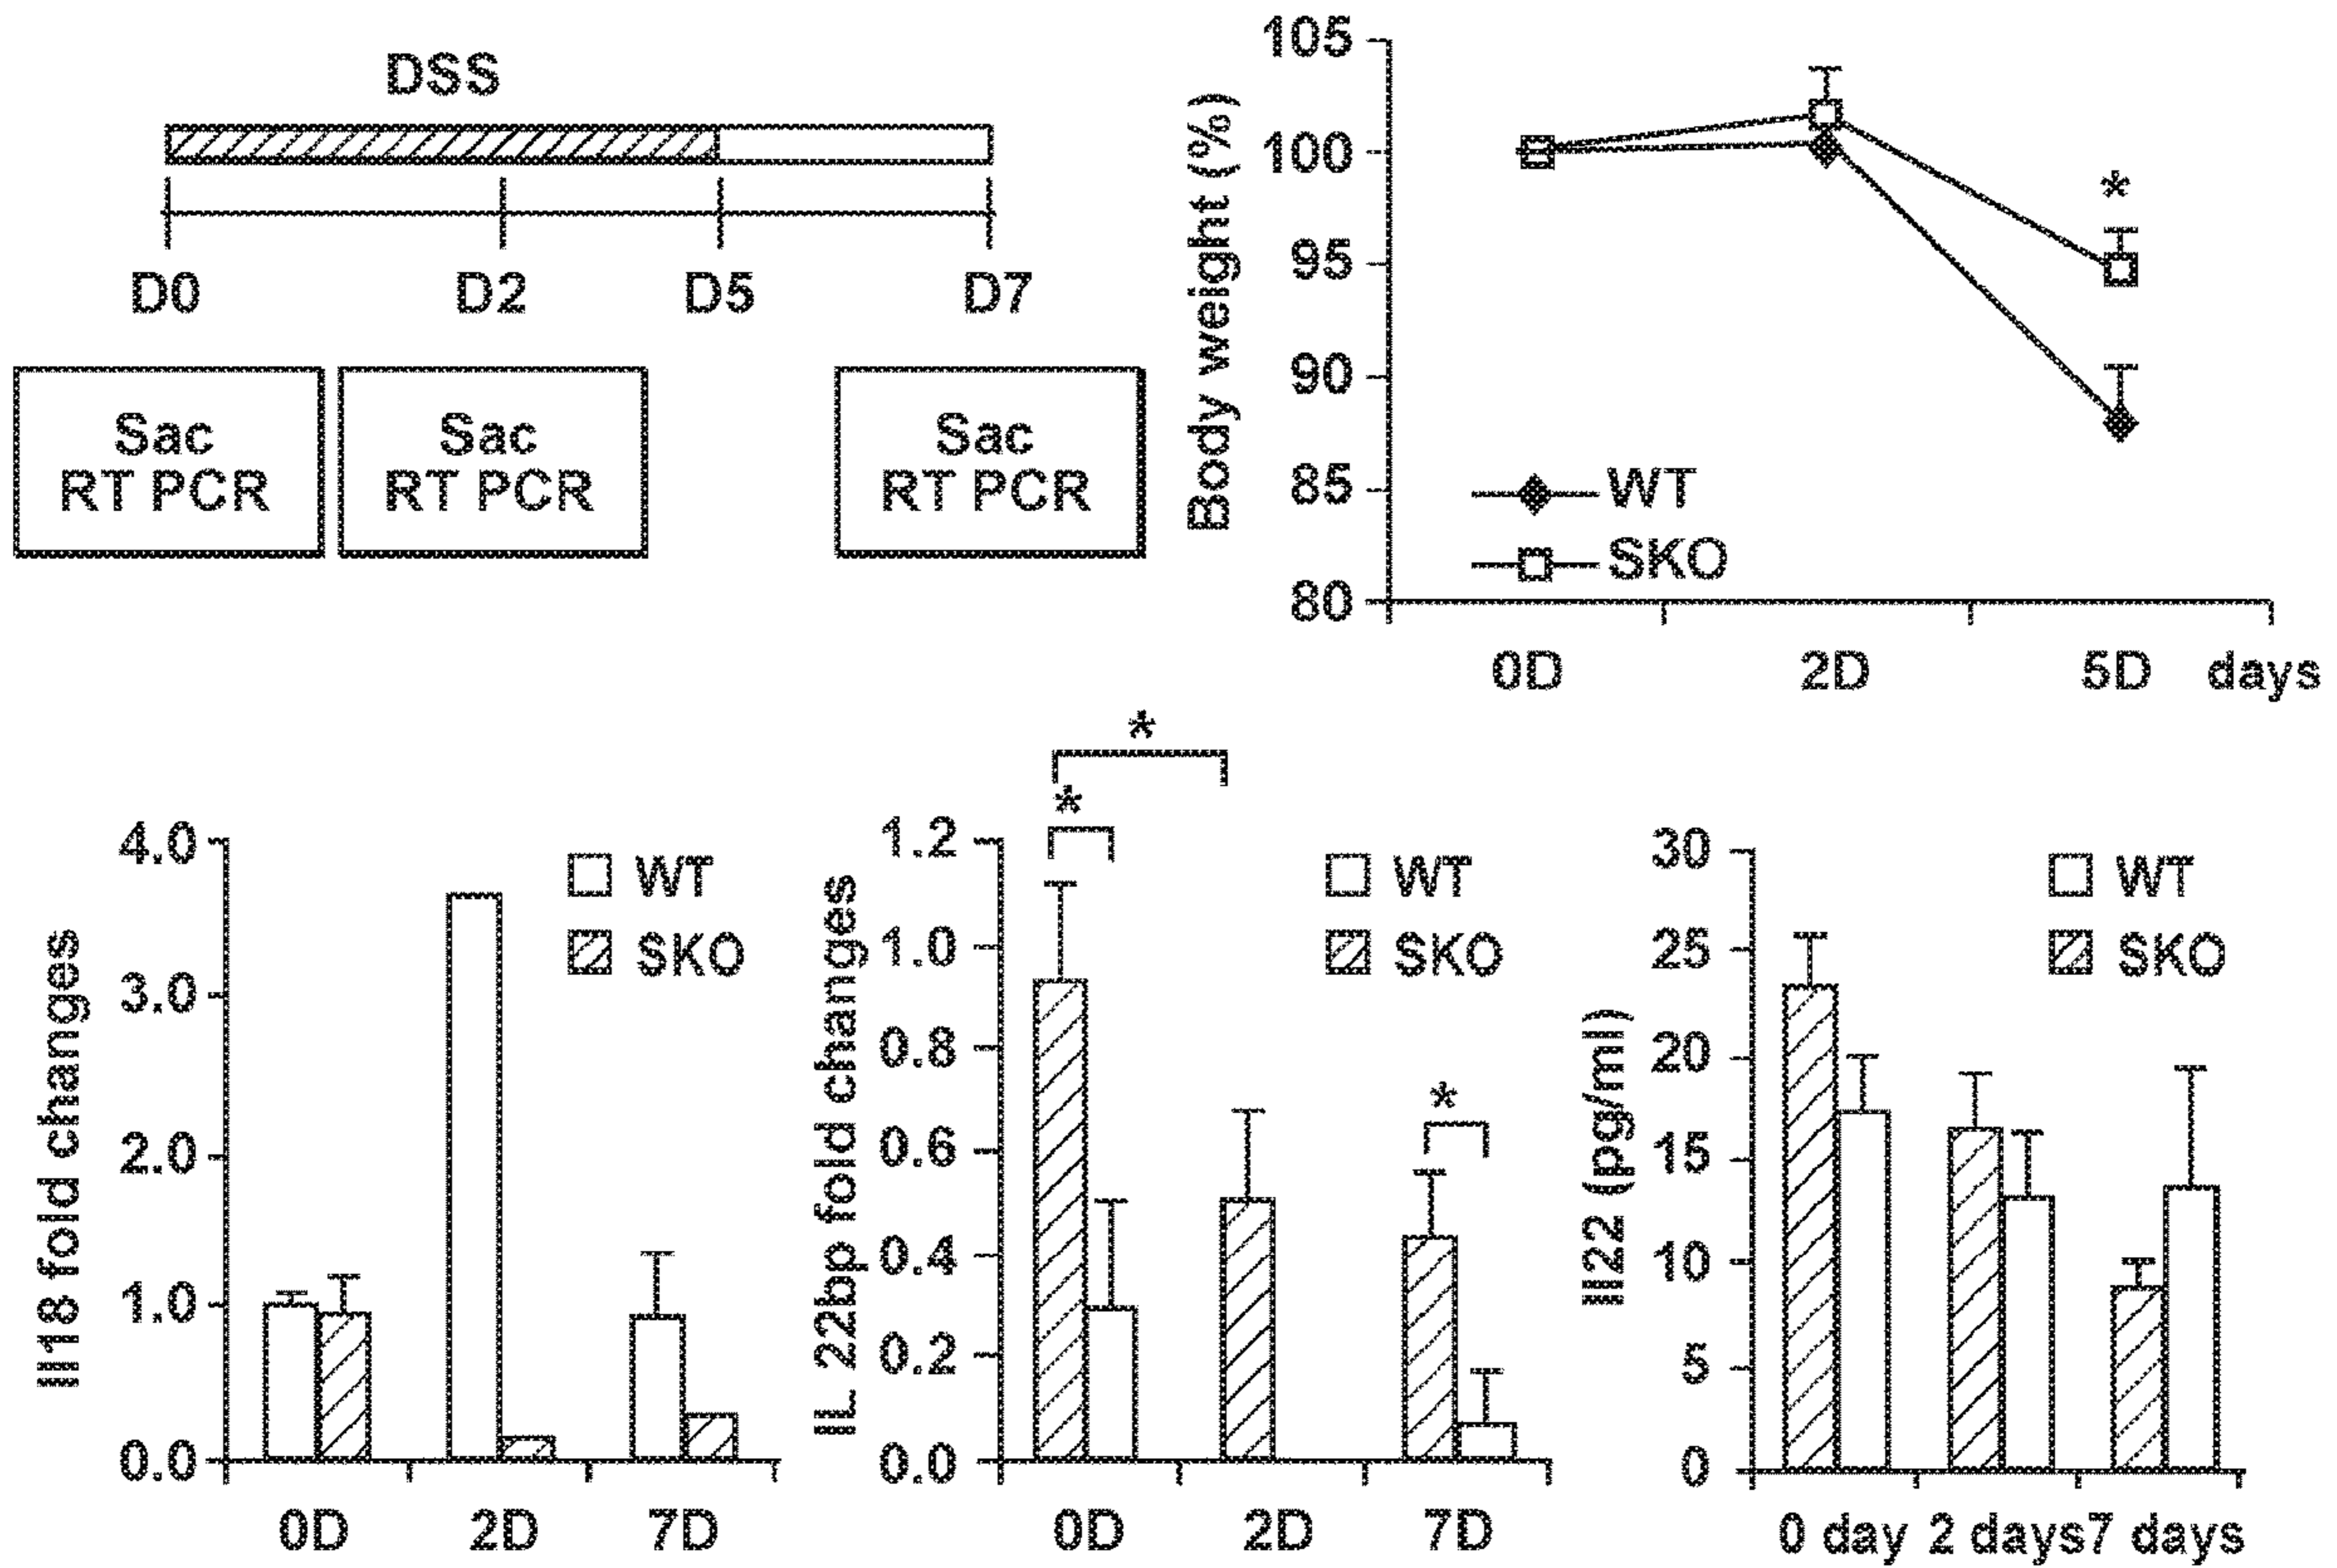 DSS
D0 D2 D5 D7
Sac
RT PCR
Sac
RT PCR
Sac
RT PCR
Body weight (%)
105
100
95
90
85
80
*
WT
SKO
0D 2D 5D days
Il18 fold changes
4.0
3.0
2.0
1.0
0.0
WT
SKO
0D 2D 7D
IL 22bp fold changes
*
*
*
1.2
1.0
0.8
0.6
0.4
0.2
0.0
WT
SKO
0D 2D 7D
Il22 (pg/ml)
30
25
20
15
10
5
0
WT
SKO
0 day 2 days 7 days